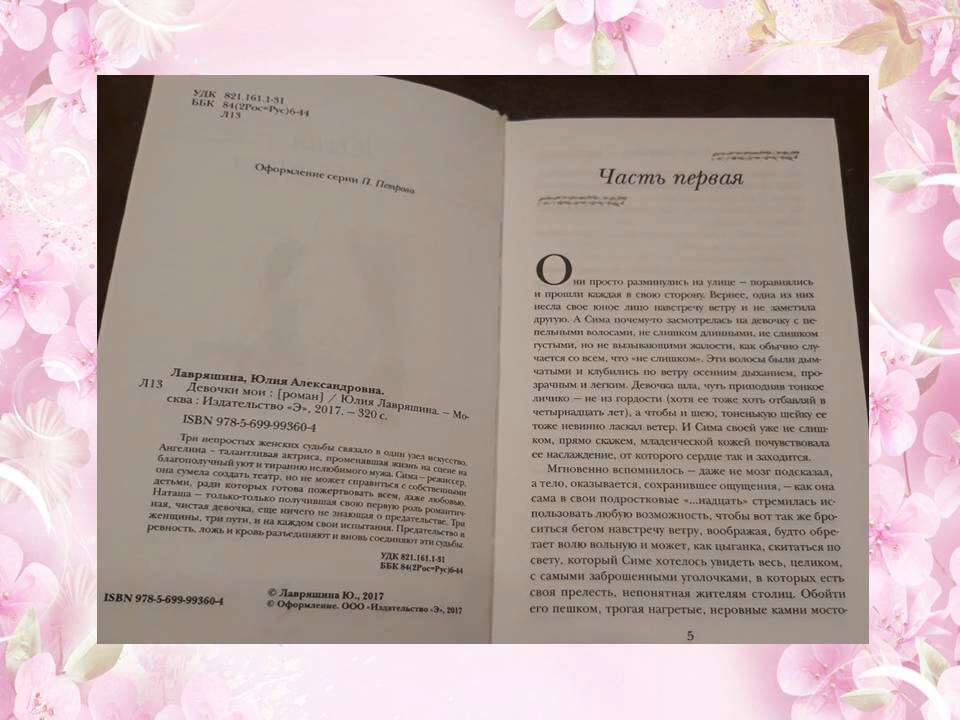 УДК 821.161.1-31
ББК 84(2Рос=Рус)6-44
Л13
Оформление серии П. Петрова
Лавряшина, Юлия Александровна.
Л13 Девочки мои : [роман] / Юлия Лавряшина. — Мо-
сква : Издательство «Э», 2017. — 320 с.
ISBN 978-5-699-99360-4
Три непростых женских судьбы связало в один узел искусство.
Ангелина – талантливая актриса, променявшая жизнь на сцене на
благополучный уют и тиранию нелюбимого мужа. Сима – режиссер,
она сумела создать театр, но не может справиться с собственными
детьми, ради которых готова пожертвовать всем, даже любовью.
Наташа – только-только получившая свою первую роль романтич-
ная, чистая девочка, еще ничего не знающая о предательстве. Три
женщины, три пути, и на каждом свои испытания. Предательство и
ревность, ложь и кровь разъединяют и вновь соединяют эти судьбы.
УДК 821.161.1-31
ББК 84(2Рос=Рус)6-44
© Лавряшина Ю., 2017
ISBN 978-5-699-99360-4 © Оформление. ООО «Издательство «Э», 2017
Часть первая
Они просто разминулись на улице – поравнялись
и прошли каждая в свою сторону. Вернее, одна из них
несла свое юное лицо навстречу ветру и не заметила
другую. А Сима почему-то засмотрелась на девочку с пе-
пельными волосами, не слишком длинными, не слишком
густыми, но не вызывающими жалости, как обычно слу-
чается со всем, что «не слишком». Эти волосы были дым-
чатыми и клубились по ветру осенним дыханием, про-
зрачным и легким. Девочка шла, чуть приподняв тонкое
личико – не из гордости (хотя ее тоже хоть отбавляй в
четырнадцать лет), а чтобы и шею, тоненькую шейку ее
тоже невинно ласкал ветер. И Сима своей уже не слиш-
ком, прямо скажем, младенческой кожей почувствовала
ее наслаждение, от которого сердце так и заходится.
Мгновенно вспомнилось – даже не мозг подсказал,
а тело, оказывается, сохранившее ощущения, – как она
сама в свои подростковые "...надцать" стремилась ис-
пользовать любую возможность, чтобы вот так же бро-
ситься бегом навстречу ветру, воображая, будто обре-
тает волю вольную и может, как цыганка, скитаться по
свету, который Симе хотелось увидеть весь, целиком,
с самыми заброшенными уголочками, в которых есть
своя прелесть, непонятная жителям столиц. Обойти
его пешком, трогая нагретые, неровные камни мосто-
5